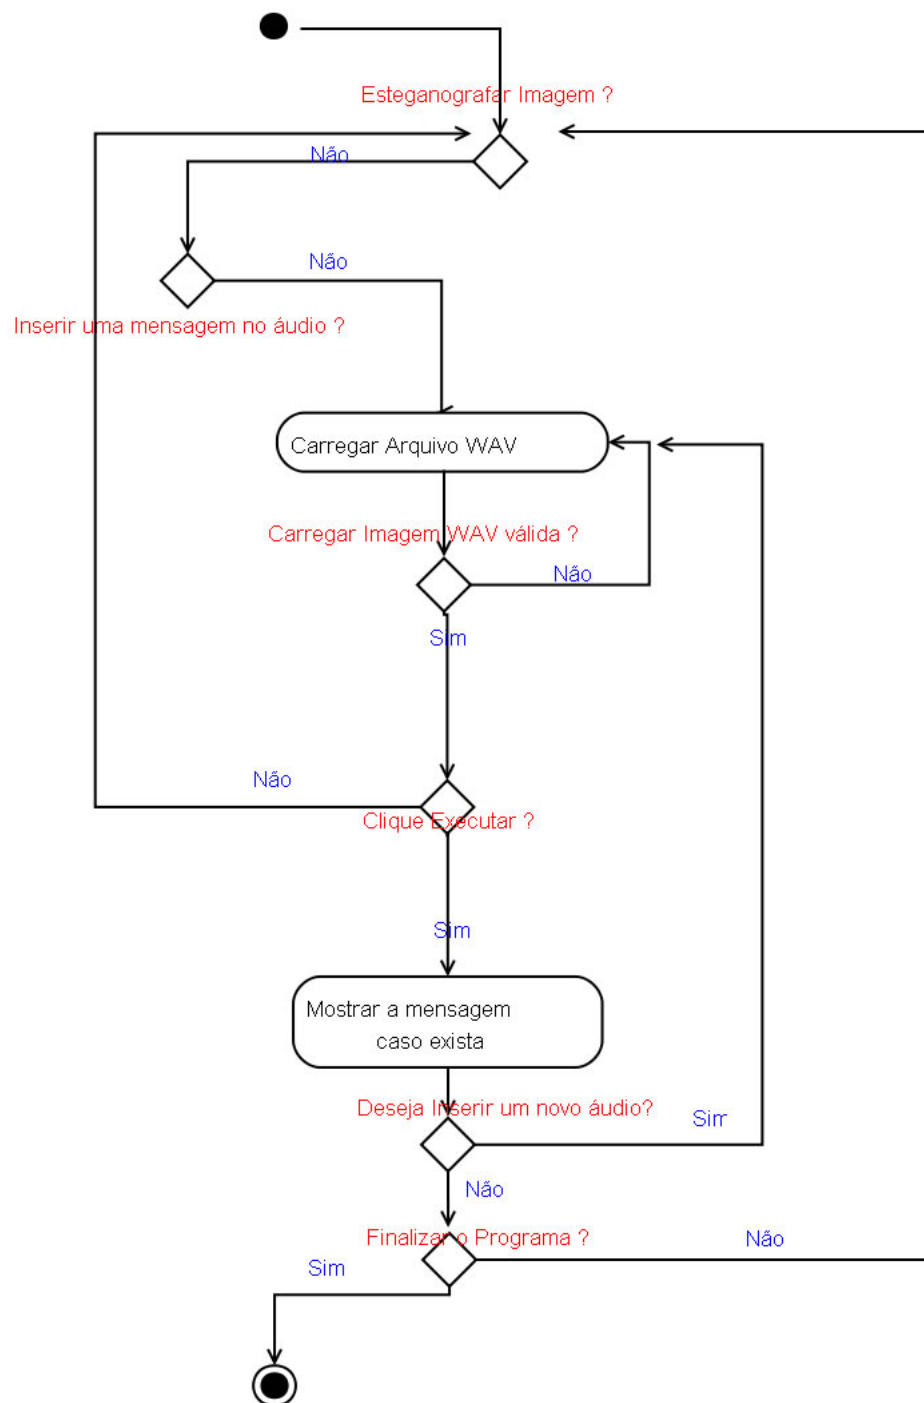 Esteganografar Imagem ?
Não
Não
Inserir uma mensagem no áudio ?
Carregar Arquivo WAV
Carregar Imagem WAV válida ?
Não
Sim
Não
Clique Executar ?
Sim
Mostrar a mensagem
caso exista
Deseja Inserir um novo áudio?
Sim
Não
Finalizar o Programa ?
Não
Sim